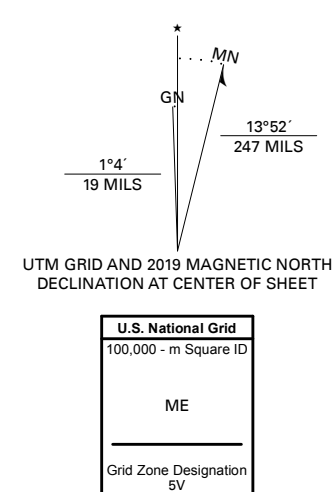 ★
MN
GN
13°52´
247 MILS
1°4´
19 MILS
UTM GRID AND 2019 MAGNETIC NORTH
DECLINATION AT CENTER OF SHEET
U.S. National Grid
100,000 - m Square ID
ME
Grid Zone Designation
5V